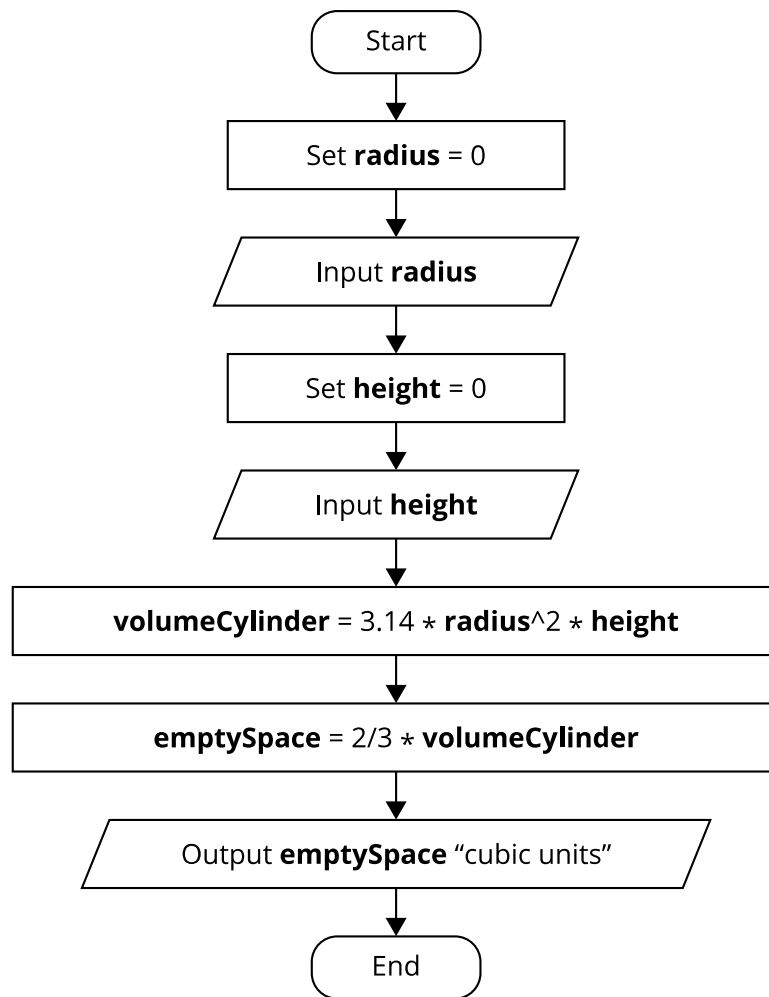 Start
Set radius = 0
Input radius
Set height = 0
Input height
volumeCylinder = 3.14 * radius^2 * height
emptySpace = 2/3 * volumeCylinder
Output emptySpace “cubic units”
End